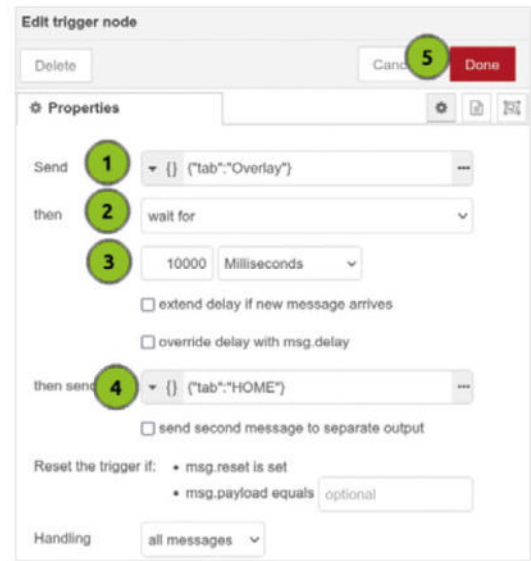 Edit trigger node
Delete
5 Done
Properties
Send 1 {} {"tab":"Overlay"}
then 2 wait for
3 10000 Milliseconds
extend delay if new message arrives
override delay with msg.delay
then send 4 {} {"tab":"HOME"}
send second message to separate output
Reset the trigger if: • msg.reset is set
• msg.payload equals optional
Handling all messages